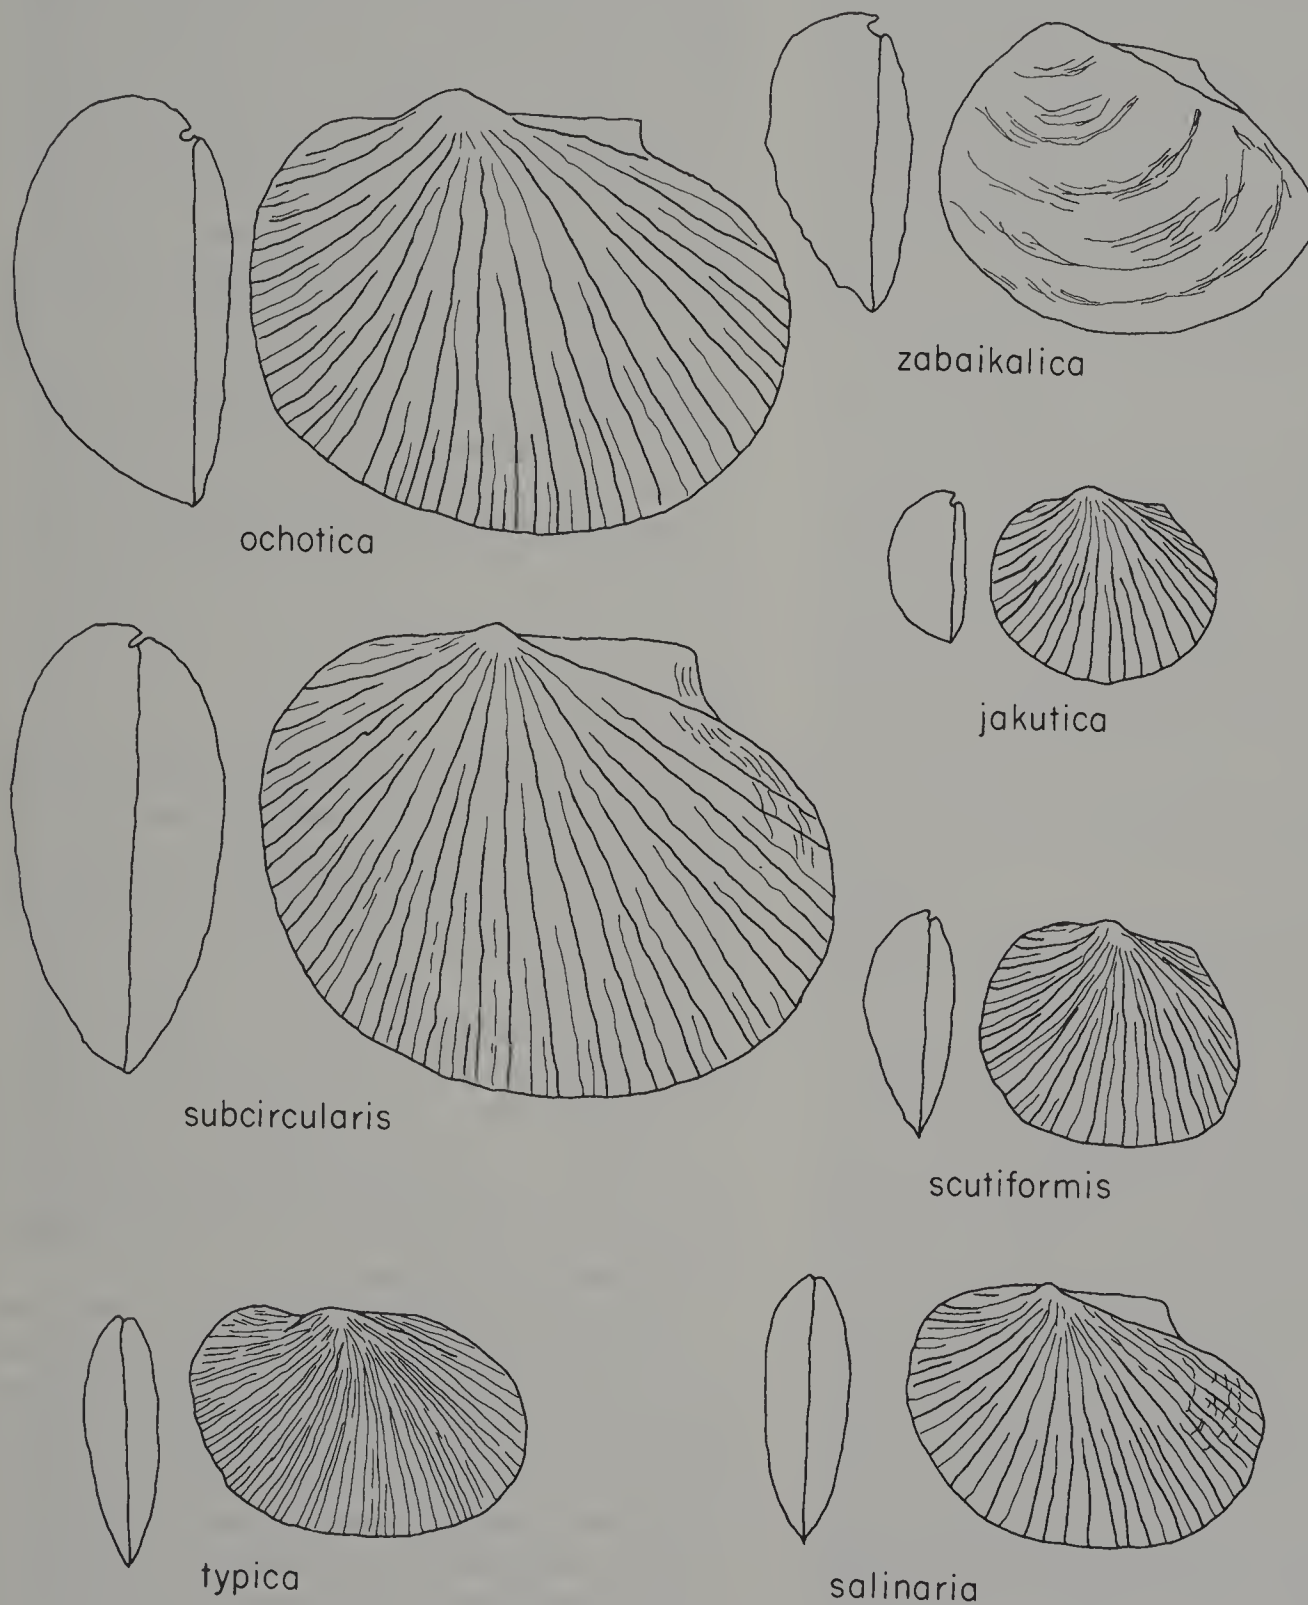 zabaikalica
ochotica
jakutica
subcircularis
scutiformis
typica
salinaria